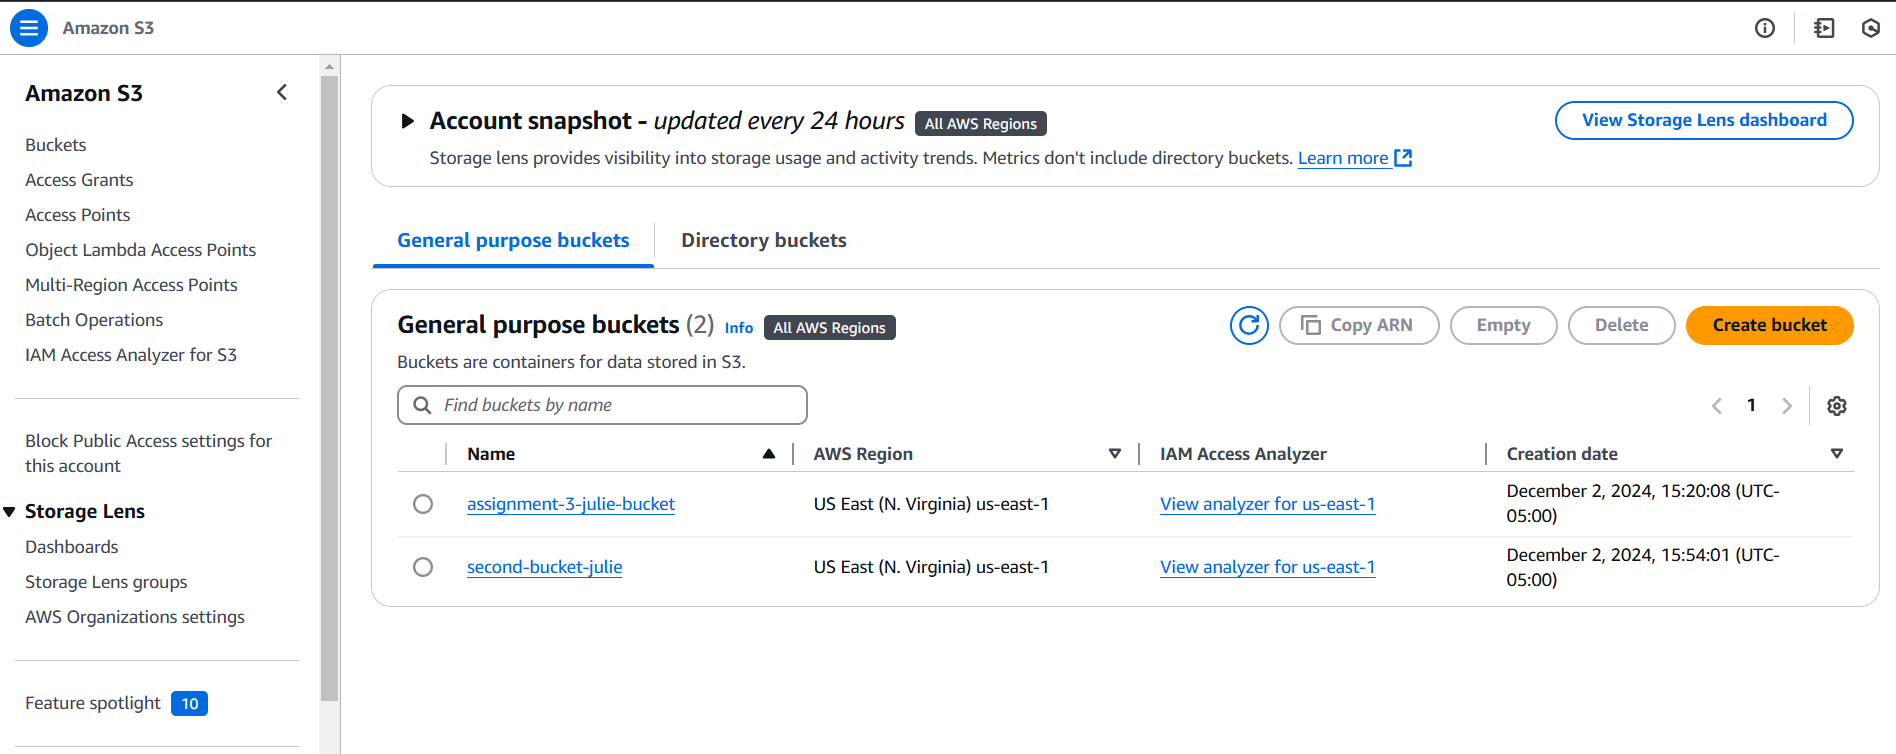 Amazon S3
Amazon S3
Buckets
Access Grants
Access Points
Object Lambda Access Points
Multi-Region Access Points
Batch Operations
IAM Access Analyzer for S3
Block Public Access settings for
this account
Storage Lens
Dashboards
Storage Lens groups
AWS Organizations settings
Feature spotlight 10
Account snapshot - updated every 24 hours All AWS Regions
View Storage Lens dashboard
Storage lens provides visibility into storage usage and activity trends. Metrics don't include directory buckets. Learn more
General purpose buckets Directory buckets
General purpose buckets (2) Info All AWS Regions
Copy ARN Empty Delete Create bucket
Buckets are containers for data stored in S3.
Find buckets by name
1
Name AWS Region IAM Access Analyzer Creation date
assignment-3-julie-bucket US East (N. Virginia) us-east-1 View analyzer for us-east-1 December 2, 2024, 15:20:08 (UTC-
05:00)
second-bucket-julie US East (N. Virginia) us-east-1 View analyzer for us-east-1 December 2, 2024, 15:54:01 (UTC-
05:00)